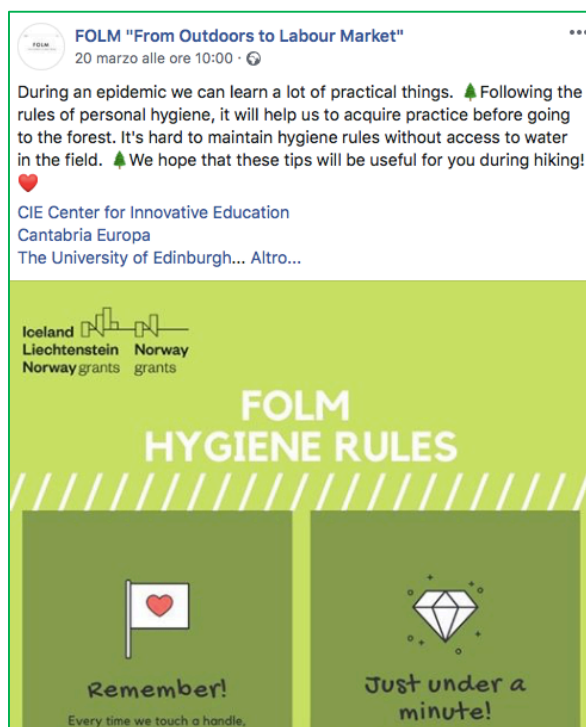 FOLM "From Outdoors to Labour Market"
20 marzo alle ore 10:00 ·
During an epidemic we can learn a lot of practical things. 🌲Following the
rules of personal hygiene, it will help us to acquire practice before going
to the forest. It's hard to maintain hygiene rules without access to water
in the field. 🌲We hope that these tips will be useful for you during hiking!
❤️
CIE Center for Innovative Education
Cantabria Europa
The University of Edinburgh... Altro...
Iceland
Liechtenstein Norway
Norway grants grants
FOLM
HYGIENE RULES
Remember!
Every time we touch a handle,
Just under a
minute!